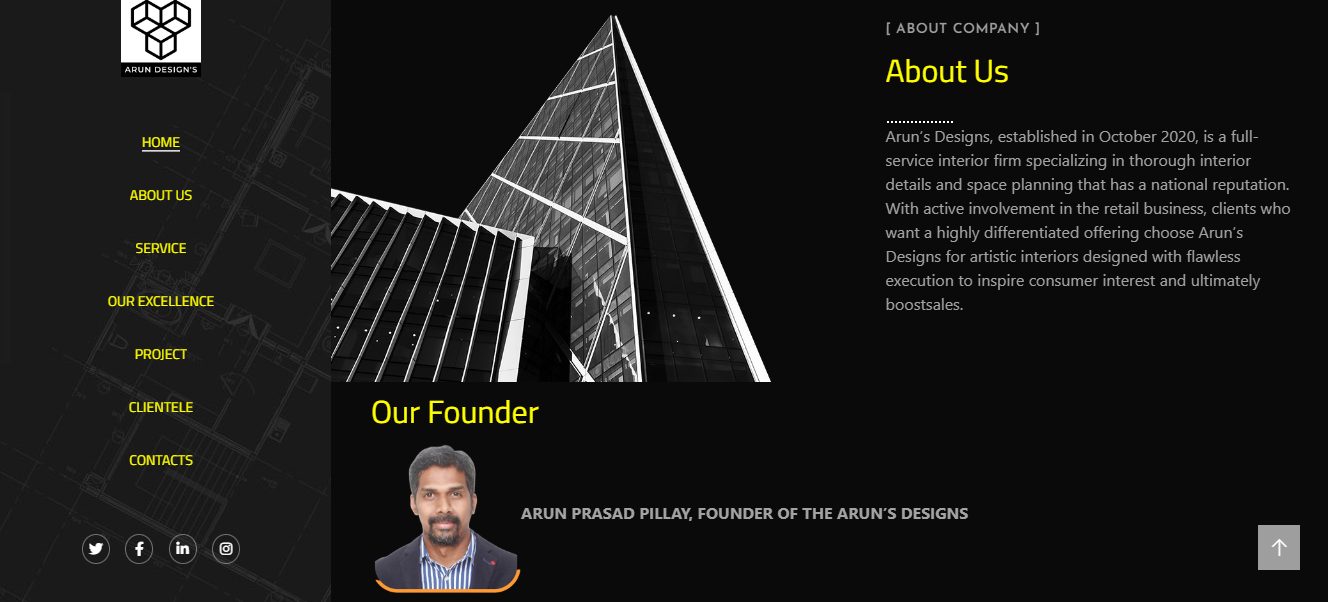 ARUN DESIGN'S
HOME
ABOUT US
SERVICE
OUR EXCELLENCE
PROJECT
CLIENTELE
CONTACTS
[ ABOUT COMPANY ]
About Us
Arun’s Designs, established in October 2020, is a full-
service interior firm specializing in thorough interior
details and space planning that has a national reputation.
With active involvement in the retail business, clients who
want a highly differentiated offering choose Arun’s
Designs for artistic interiors designed with flawless
execution to inspire consumer interest and ultimately
boostsales.
Our Founder
ARUN PRASAD PILLAY, FOUNDER OF THE ARUN’S DESIGNS